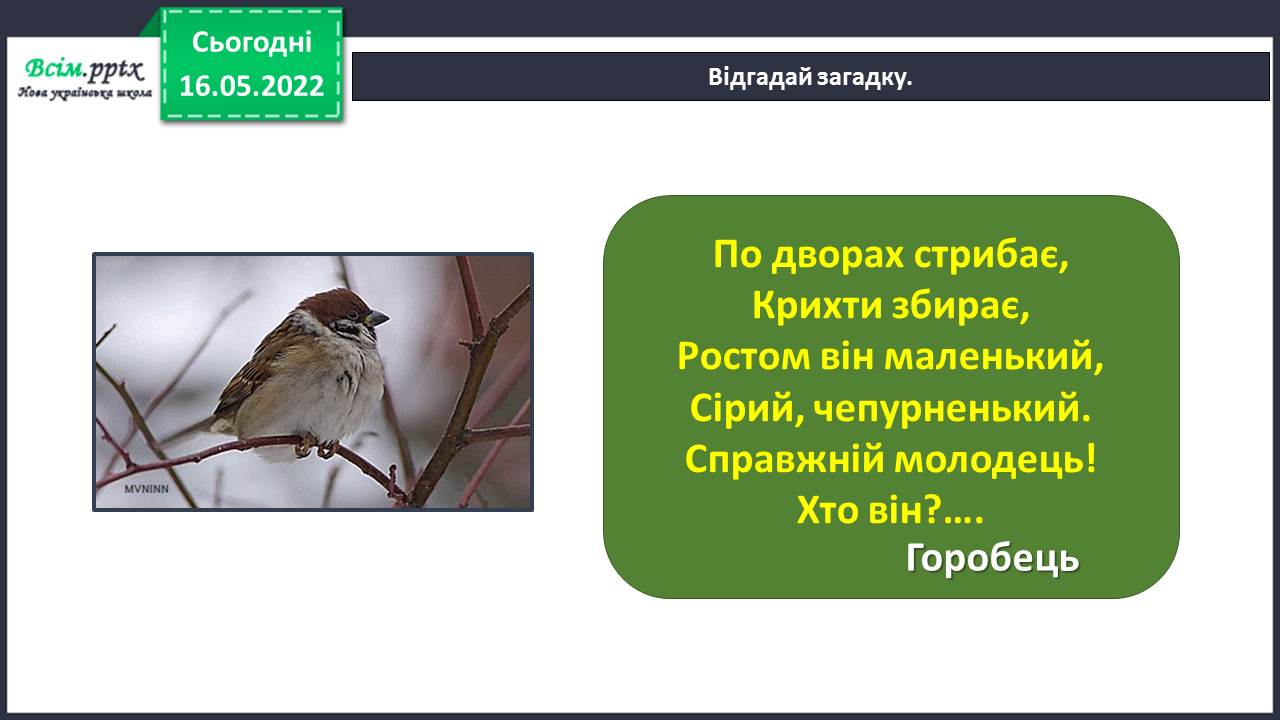 Сьогодні
16.05.2022
Всім.pptx
Нова українська школа
Відгадай загадку.
По дворах стрибає,
Крихти збирає,
Ростом він маленький,
Сірий, чепурненький.
Справжній молодець!
Хто він?....
Горобець
MVNINN